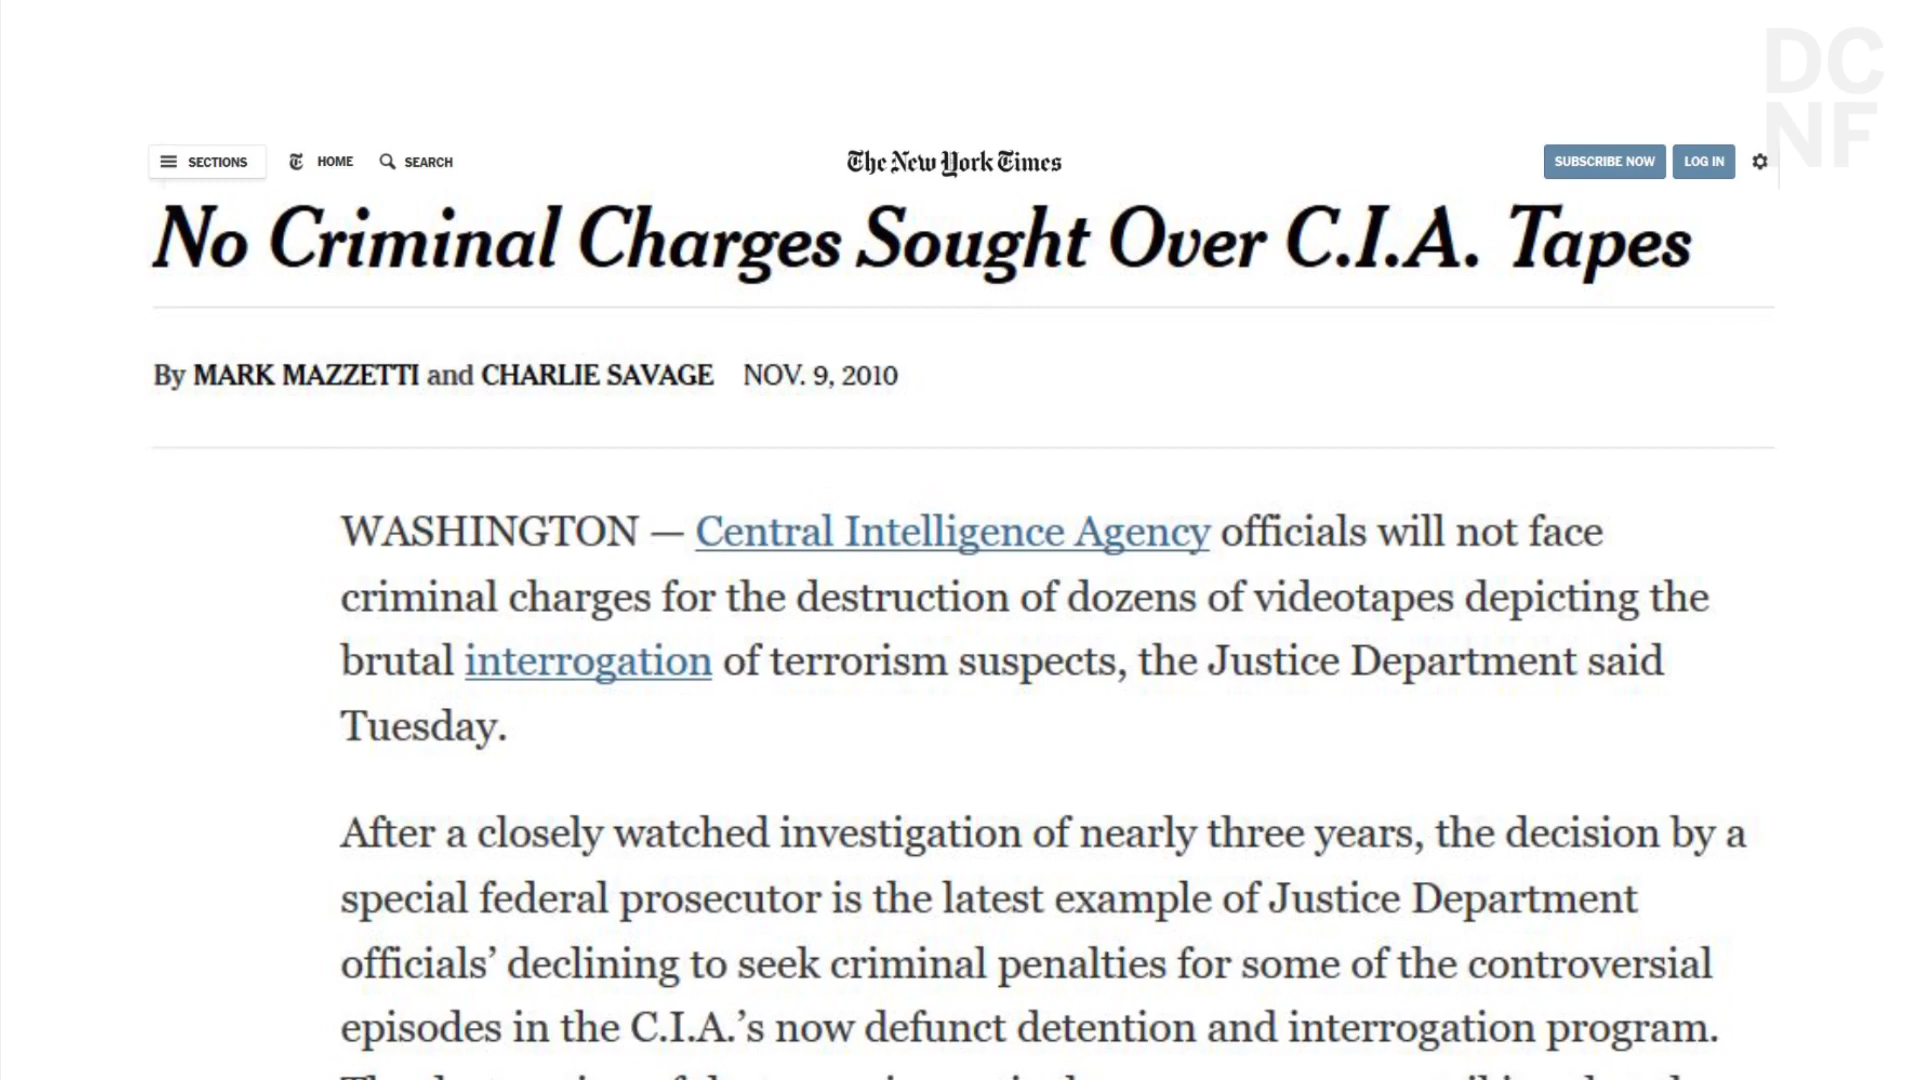 DC
NF
SECTIONS HOME SEARCH The New York Times SUBSCRIBE NOW LOG IN
No Criminal Charges Sought Over C.I.A. Tapes
By MARK MAZZETTI and CHARLIE SAVAGE NOV. 9, 2010
WASHINGTON — Central Intelligence Agency officials will not face
criminal charges for the destruction of dozens of videotapes depicting the
brutal interrogation of terrorism suspects, the Justice Department said
Tuesday.
After a closely watched investigation of nearly three years, the decision by a
special federal prosecutor is the latest example of Justice Department
officials’ declining to seek criminal penalties for some of the controversial
episodes in the C.I.A.’s now defunct detention and interrogation program.